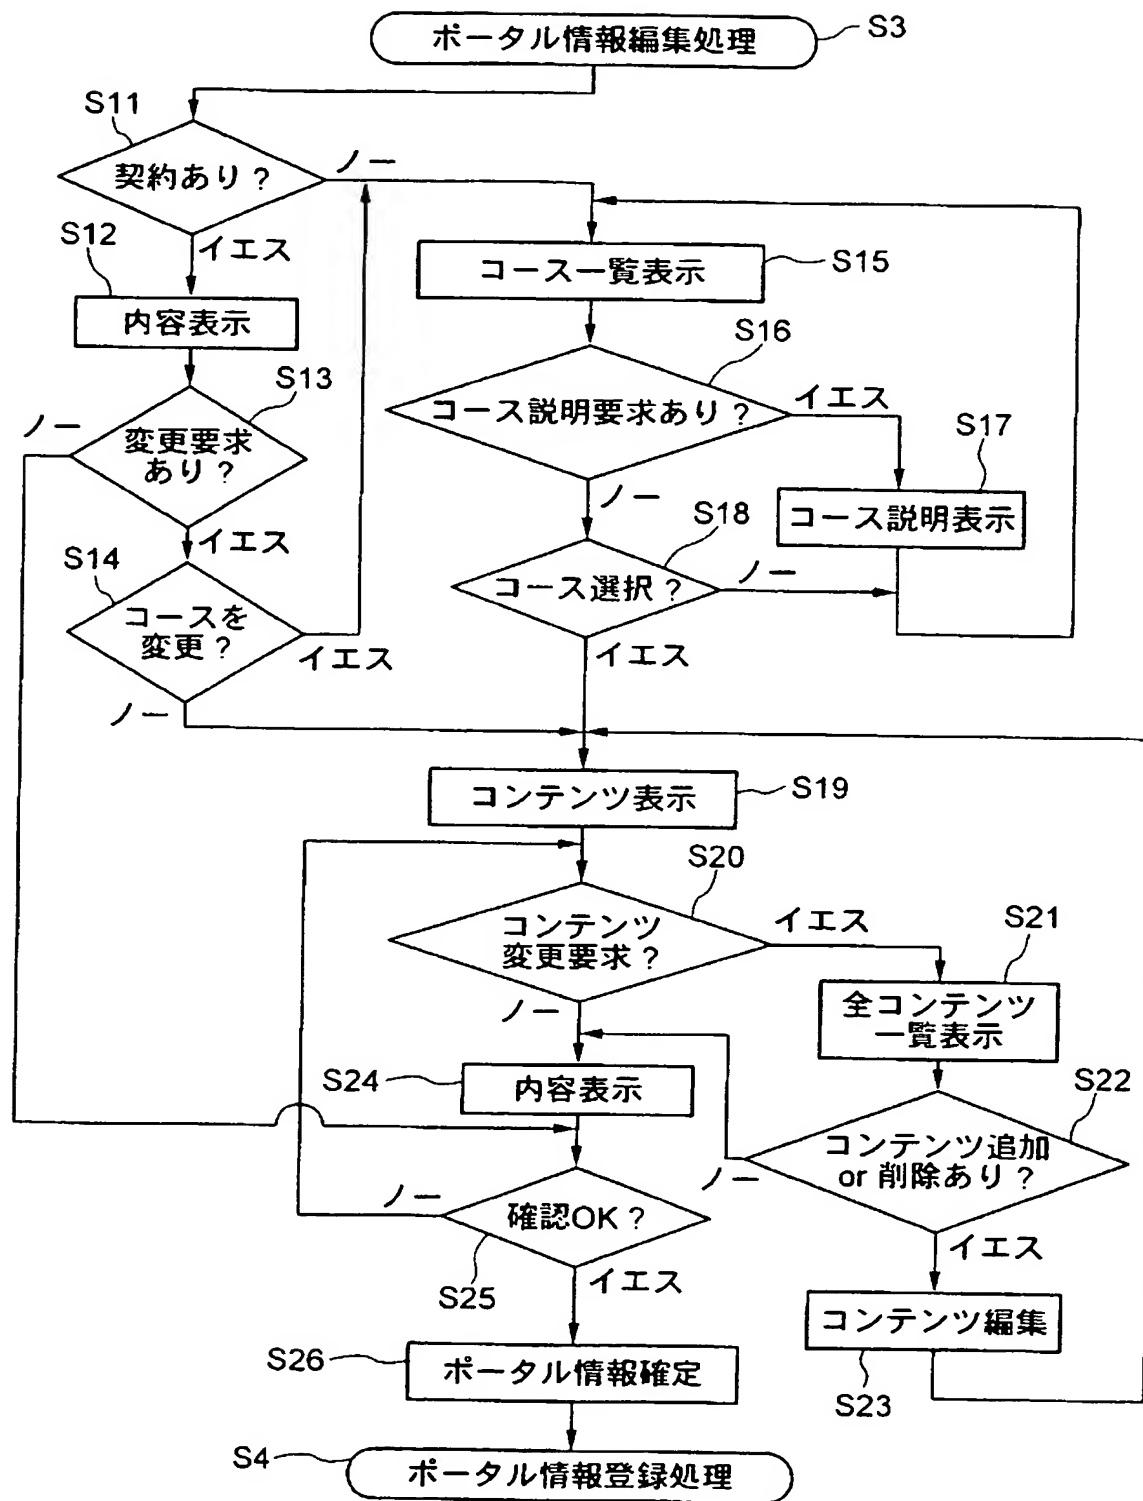 ポータル情報編集処理
S3
S11
契約あり？
ノー
S12
イエス
内容表示
コース一覧表示
S15
S16
S13
ノー
変更要求
あり？
コース説明要求あり？
イエス
S17
コース説明表示
イエス
ノー
S18
S14
コースを
変更？
イエス
コース選択？
ノー
イエス
ノー
コンテンツ表示
S19
S20
コンテンツ
変更要求？
イエス
S21
全コンテンツ
一覧表示
ノー
S24
内容表示
S22
コンテンツ追加
or 削除あり？
ノー
ノー
確認OK？
S25
イエス
イエス
コンテンツ編集
S23
S26
ポータル情報確定
S4
ポータル情報登録処理